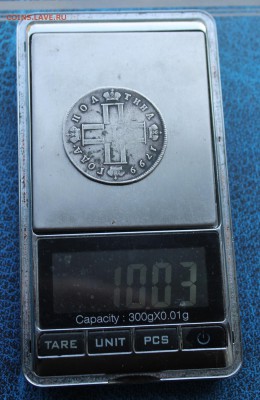 COINS.LAVE.RU
ПОЛ
ТИНА
1799
ГОДА
10.03
Capacity : 300gX0.01g
TARE UNIT PCS